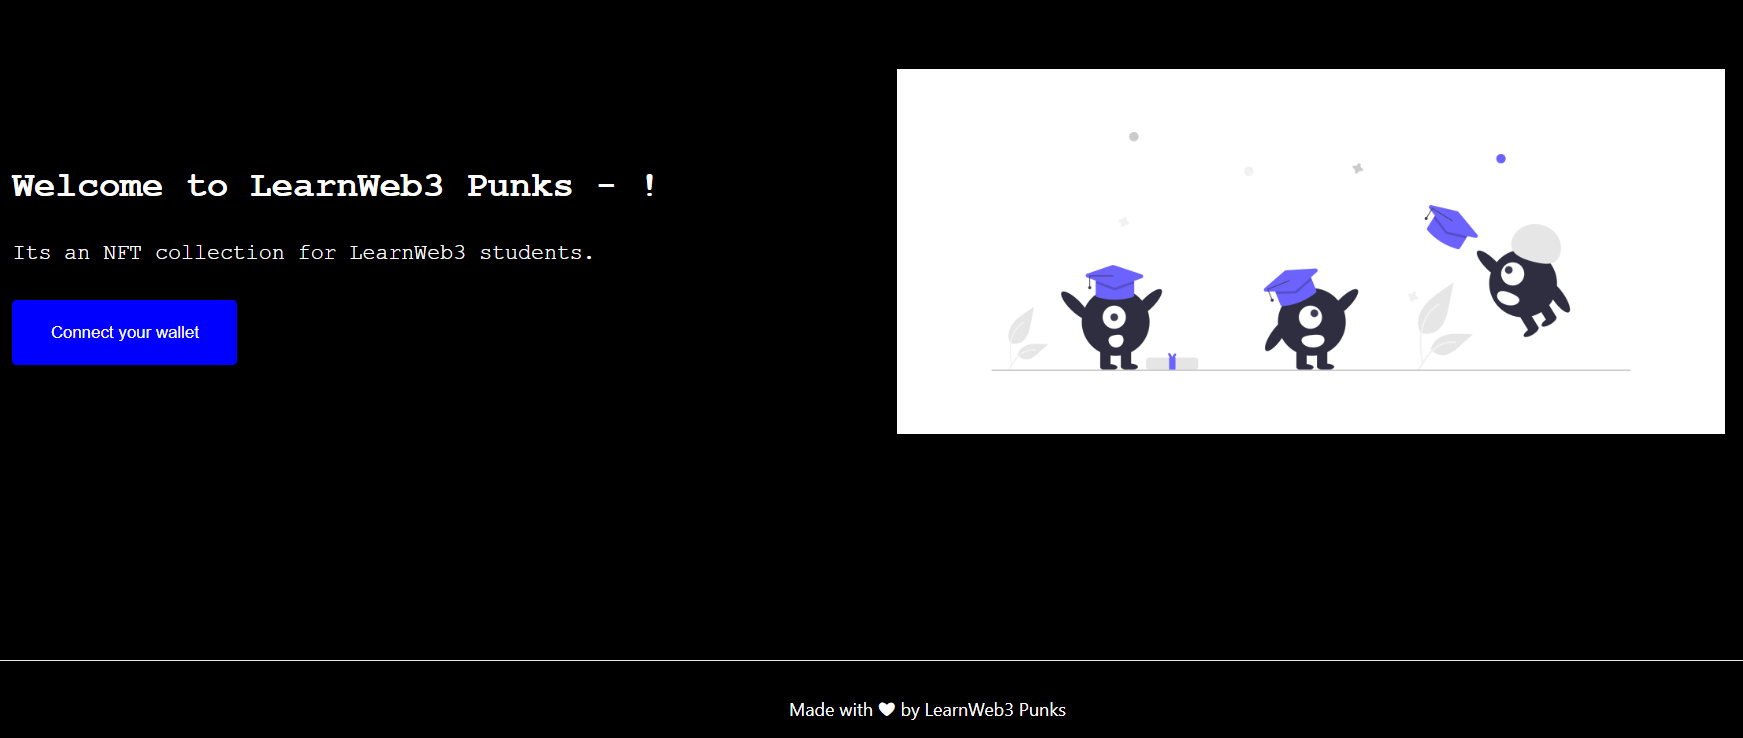 Welcome to LearnWeb3 Punks - !
Its an NFT collection for LearnWeb3 students.
Connect your wallet
Made with ❤ by LearnWeb3 Punks